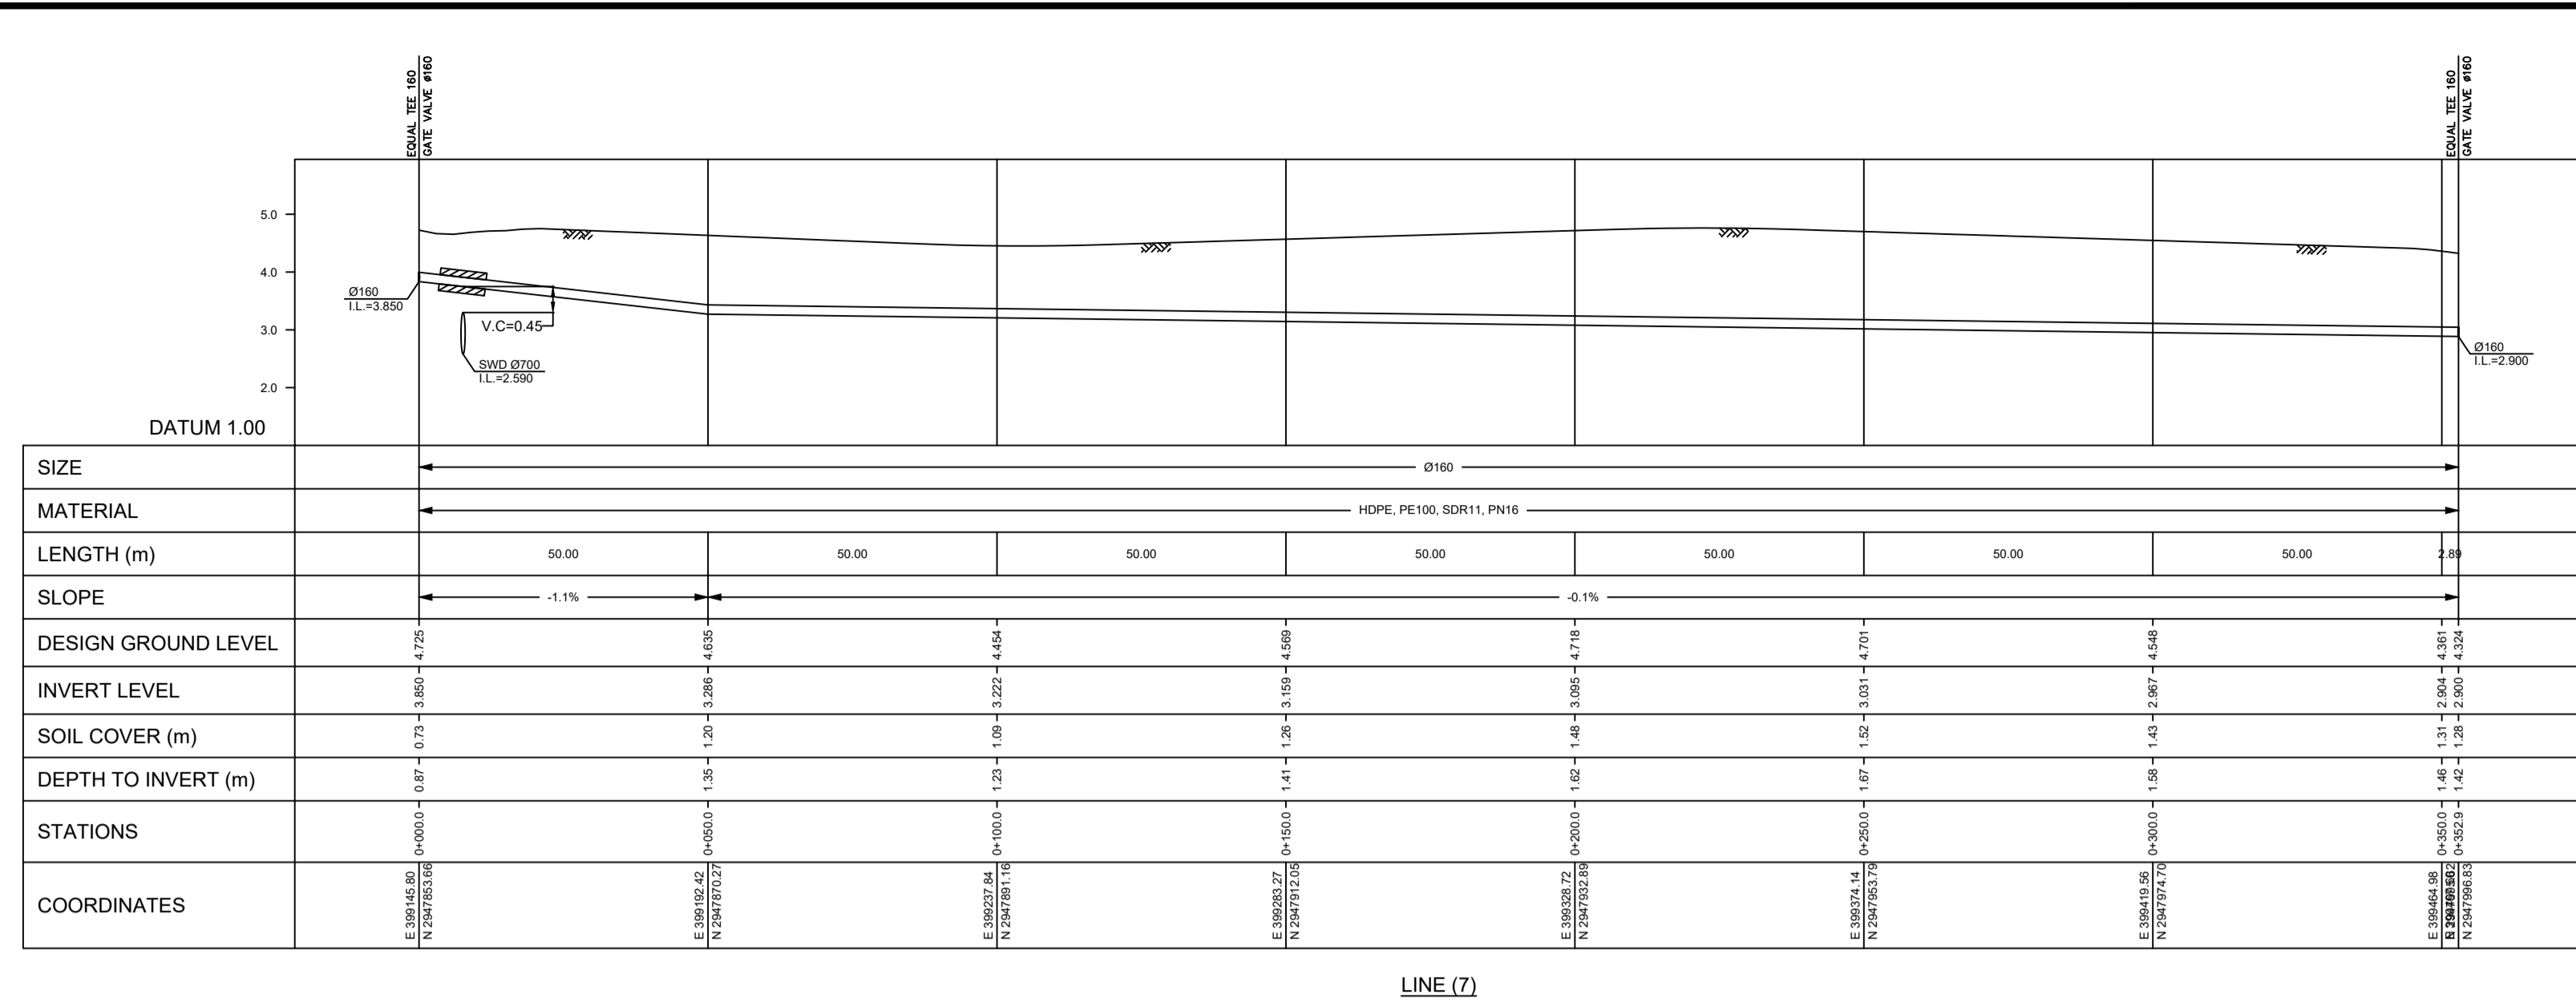 EQUAL TEE 160
GATE VALVE ø160
EQUAL TEE 160
GATE VALVE ø160
5.0
4.0
3.0
2.0
Ø160
I.L.=3.850
V.C=0.45
SWD Ø700
I.L.=2.590
Ø160
I.L.=2.900
DATUM 1.00
SIZE Ø160
MATERIAL HDPE, PE100, SDR11, PN16
LENGTH (m) 50.00 50.00 50.00 50.00 50.00 50.00 50.00 2.89
SLOPE -1.1% -0.1%
DESIGN GROUND LEVEL 4.725 4.635 4.454 4.569 4.718 4.701 4.548 4.361 4.324
INVERT LEVEL 3.850 3.286 3.222 3.159 3.095 3.031 2.967 2.904 2.900
SOIL COVER (m) 0.73 1.20 1.09 1.26 1.48 1.52 1.43 1.31 1.28
DEPTH TO INVERT (m) 0.87 1.35 1.23 1.41 1.62 1.67 1.58 1.46 1.42
STATIONS 0+000.0 0+050.0 0+100.0 0+150.0 0+200.0 0+250.0 0+300.0 0+350.0 0+352.9
COORDINATES
E 399145.80
N 2947853.66
E 399192.42
N 2947870.27
E 399237.84
N 2947891.16
E 399283.27
N 2947912.05
E 399328.72
N 2947932.89
E 399374.14
N 2947953.79
E 399419.56
N 2947974.70
E 399464.98
N 2947996.83
LINE (7)